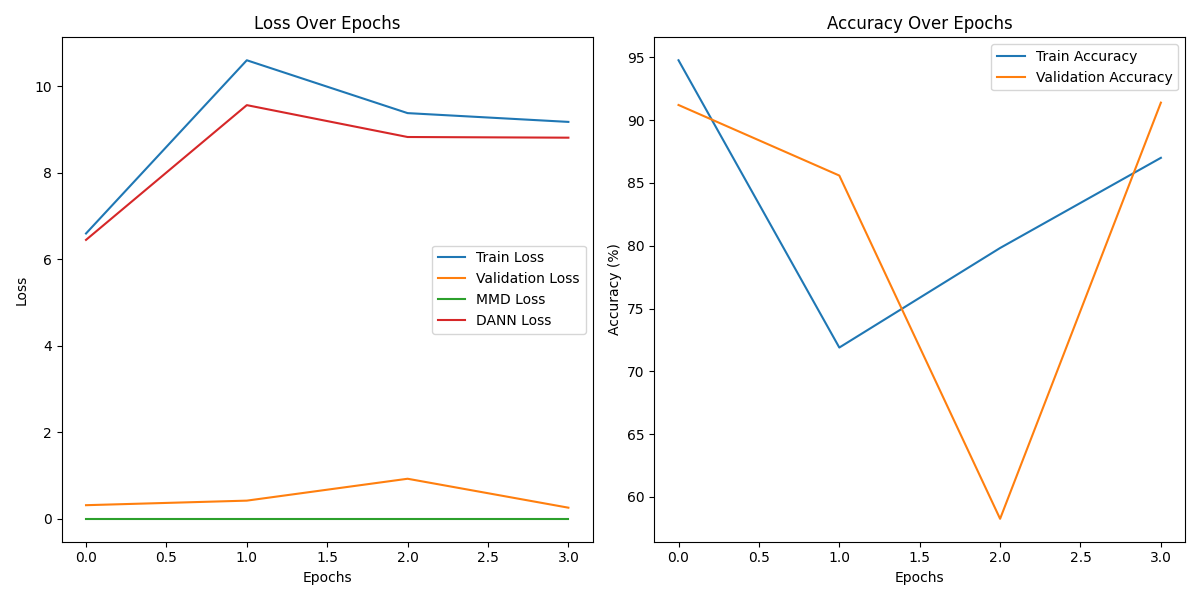 Loss Over Epochs
10
8
6
4
2
0
Loss
Train Loss
Validation Loss
MMD Loss
DANN Loss
0.0 0.5 1.0 1.5 2.0 2.5 3.0
Epochs
Accuracy Over Epochs
95
90
85
80
75
70
65
60
Accuracy (%)
Train Accuracy
Validation Accuracy
0.0 0.5 1.0 1.5 2.0 2.5 3.0
Epochs